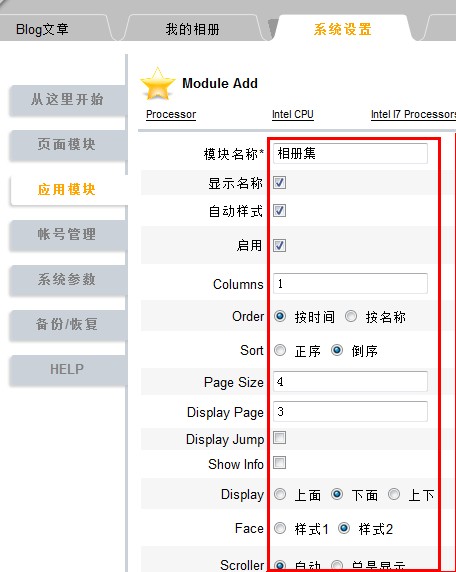 Blog文章 我的相册 系统设置
从这里开始
页面模块
应用模块
帐号管理
系统参数
备份/恢复
HELP
Module Add
Processor Intel CPU Intel I7 Processors
模块名称* 相册集
显示名称
自动样式
启用
Columns 1
Order 按时间 按名称
Sort 正序 倒序
Page Size 4
Display Page 3
Display Jump
Show Info
Display 上面 下面 上下
Face 样式1 样式2
Scroller 自动 总是显示